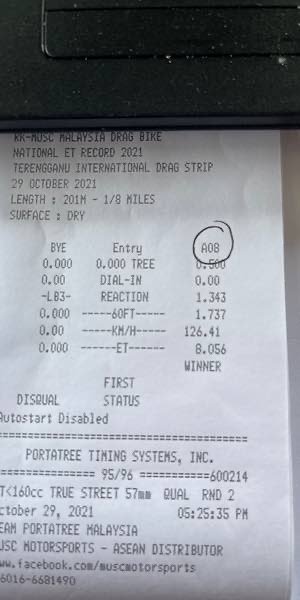 RK-MUSC MALAYSIA DRAG BIKE
NATIONAL ET RECORD 2021
TERENGGANU INTERNATIONAL DRAG STRIP
29 OCTOBER 2021
LENGTH : 201M - 1/8 MILES
SURFACE : DRY
BYE Entry A08
0.000 0.000 TREE 0.500
0.00 DIAL-IN 0.00
-LB3- REACTION 1.343
0.000 -----60FT----- 1.737
0.00 -----KM/H----- 126.41
0.000 ------ET------ 8.056
WINNER
FIRST
DISQUAL STATUS
Autostart Disabled
========================================
PORTATREE TIMING SYSTEMS, INC.
============ 95/96 ===========600214
T<160cc TRUE STREET 57mm QUAL RND 2
ctober 29, 2021 05:25:35 PM
EAM PORTATREE MALAYSIA
USC MOTORSPORTS - ASEAN DISTRIBUTOR
ww.facebook.com/muscmotorsports
6016-6681490